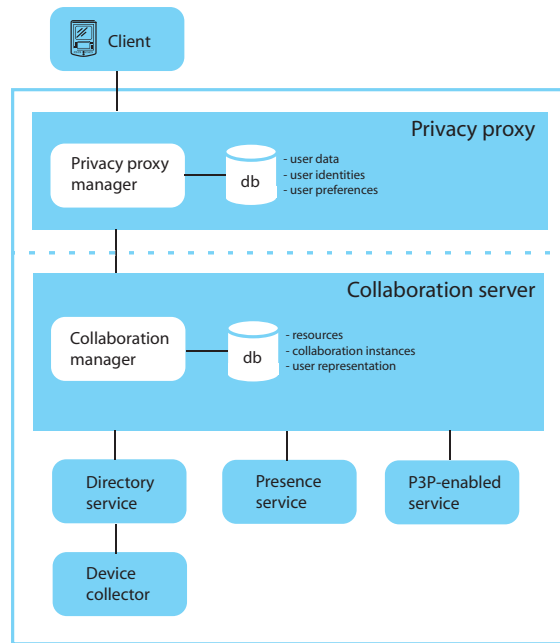 Client
Privacy proxy
Privacy proxy
manager
db
- user data
- user identities
- user preferences
Collaboration server
Collaboration
manager
db
- resources
- collaboration instances
- user representation
Directory
service
Presence
service
P3P-enabled
service
Device
collector